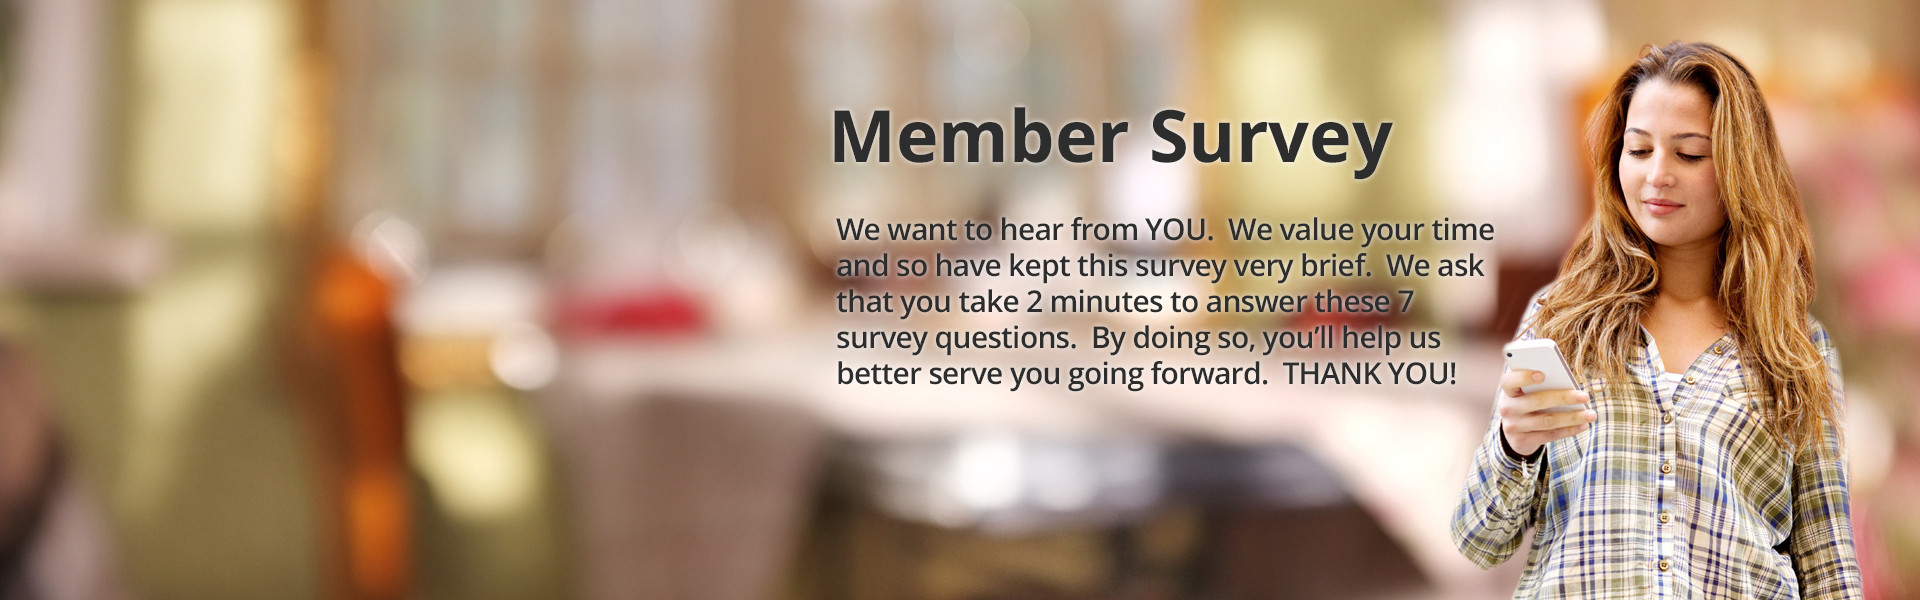 Member Survey
We want to hear from YOU.  We value your time
and so have kept this survey very brief.  We ask
that you take 2 minutes to answer these 7
survey questions.  By doing so, you’ll help us
better serve you going forward.  THANK YOU!